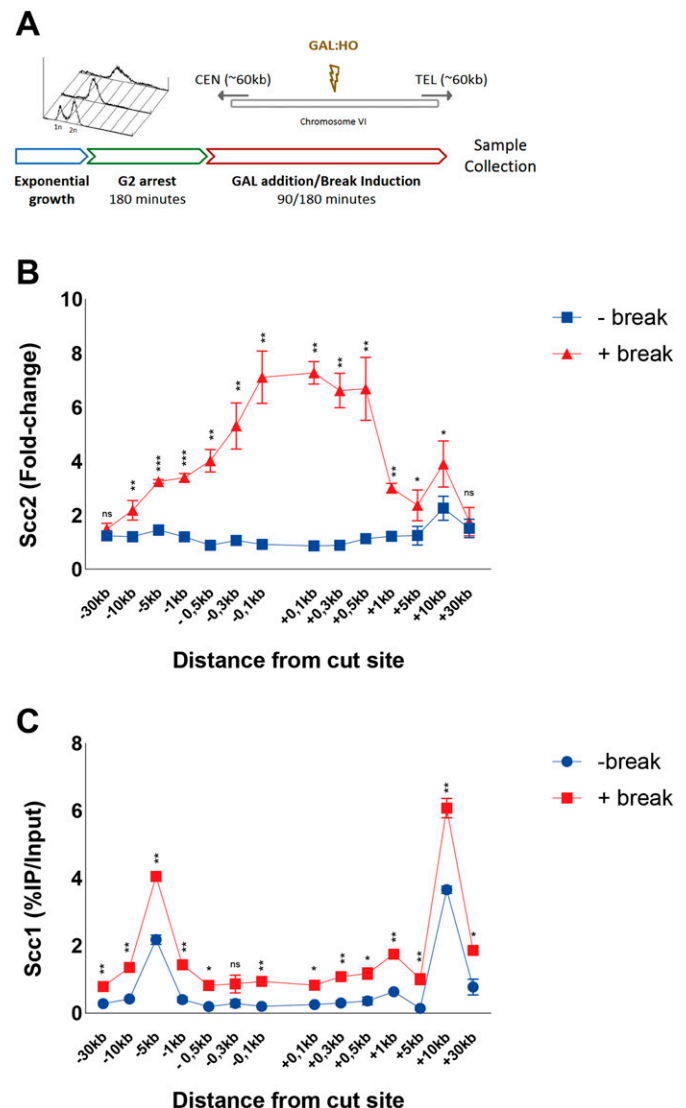 A
GAL:HO
CEN (~60kb)
TEL (~60kb)
1n
2n
Chromosome VI
Sample
Collection
Exponential
growth
G2 arrest
180 minutes
GAL addition/Break Induction
90/180 minutes
B
Scc2 (Fold-change)
10
8
6
4
2
0
ns
**
***
***
**
**
**
**
**
**
**
*
*
ns
- break
+ break
-30kb
-10kb
-5kb
-1kb
- 0,5kb
-0,3kb
-0,1kb
+0,1kb
+0,3kb
+0,5kb
+1kb
+5kb
+10kb
+30kb
Distance from cut site
C
Scc1 (%IP/Input)
8
6
4
2
0
**
**
**
**
*
ns
**
*
**
*
**
**
**
*
-break
+ break
-30kb
-10kb
-5kb
-1kb
- 0,5kb
-0,3kb
-0,1kb
+0,1kb
+0,3kb
+0,5kb
+1kb
+5kb
+10kb
+30kb
Distance from cut site